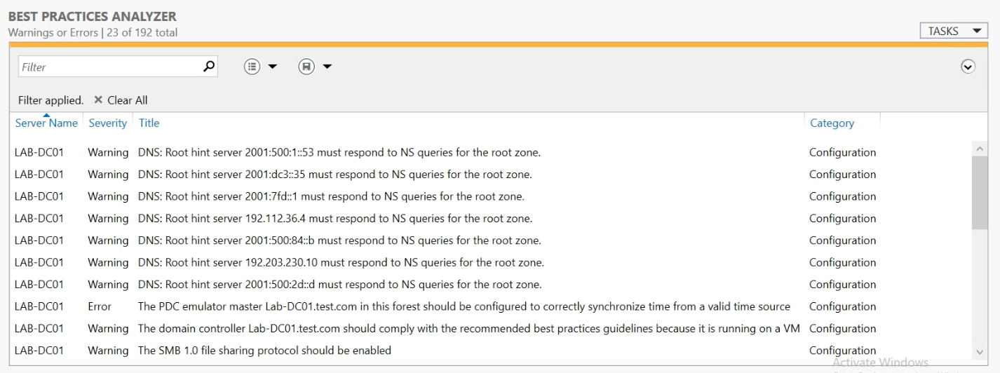 BEST PRACTICES ANALYZER
Warnings or Errors | 23 of 192 total
TASKS
Filter
Filter applied. ✕ Clear All
Server Name Severity Title Category
LAB-DC01 Warning DNS: Root hint server 2001:500:1::53 must respond to NS queries for the root zone. Configuration
LAB-DC01 Warning DNS: Root hint server 2001:dc3::35 must respond to NS queries for the root zone. Configuration
LAB-DC01 Warning DNS: Root hint server 2001:7fd::1 must respond to NS queries for the root zone. Configuration
LAB-DC01 Warning DNS: Root hint server 192.112.36.4 must respond to NS queries for the root zone. Configuration
LAB-DC01 Warning DNS: Root hint server 2001:500:84::b must respond to NS queries for the root zone. Configuration
LAB-DC01 Warning DNS: Root hint server 192.203.230.10 must respond to NS queries for the root zone. Configuration
LAB-DC01 Warning DNS: Root hint server 2001:500:2d::d must respond to NS queries for the root zone. Configuration
LAB-DC01 Error The PDC emulator master Lab-DC01.test.com in this forest should be configured to correctly synchronize time from a valid time source Configuration
LAB-DC01 Warning The domain controller Lab-DC01.test.com should comply with the recommended best practices guidelines because it is running on a VM Configuration
LAB-DC01 Warning The SMB 1.0 file sharing protocol should be enabled Configuration
Activate Windows